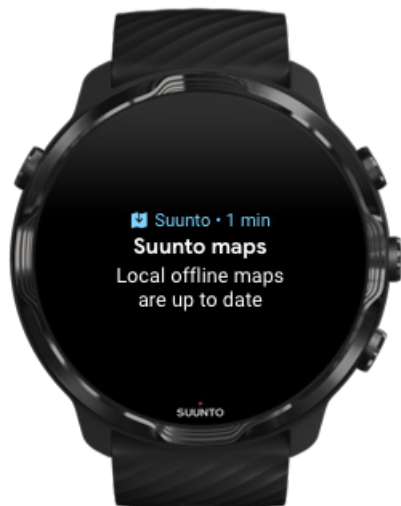 Suunto • 1 min
Suunto maps
Local offline maps
are up to date
SUUNTO